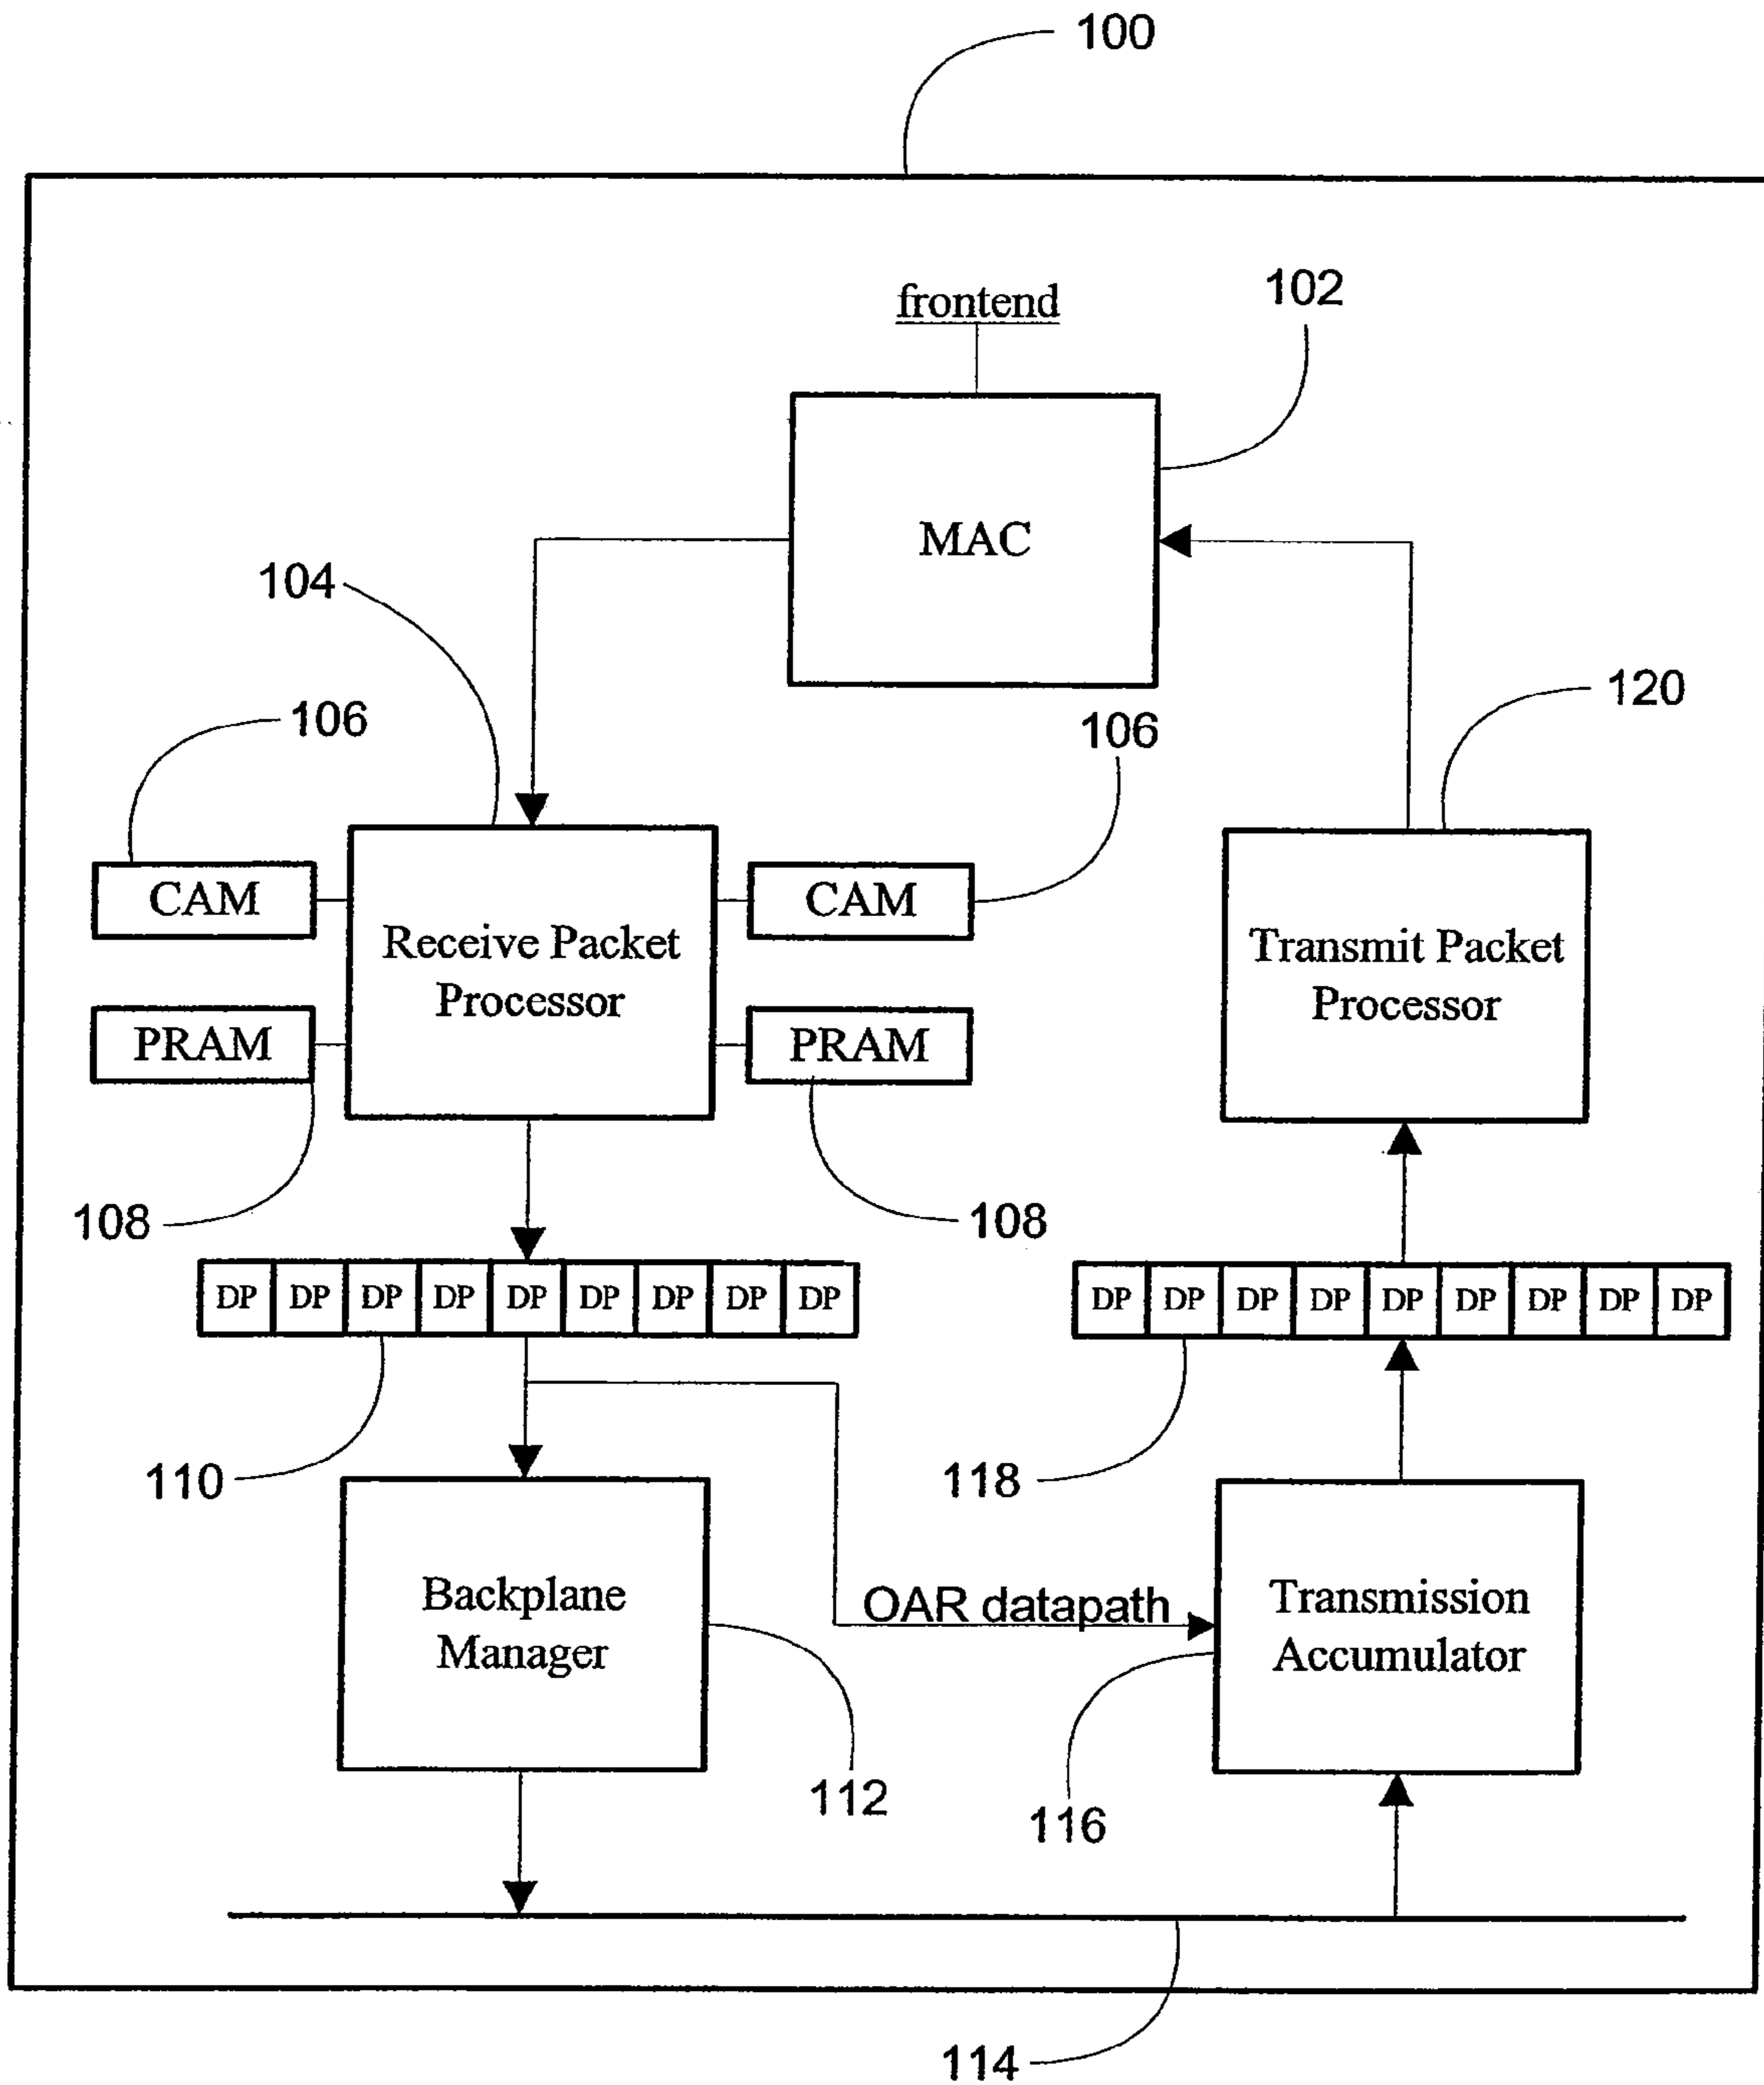 100
frontend
102
MAC
104
120
106
106
CAM
CAM
Receive Packet
Processor
Transmit Packet
Processor
PRAM
PRAM
108
108
DP DP DP DP DP DP DP DP DP
DP DP DP DP DP DP DP DP DP
110
118
Backplane
Manager
OAR datapath
Transmission
Accumulator
112
116
114